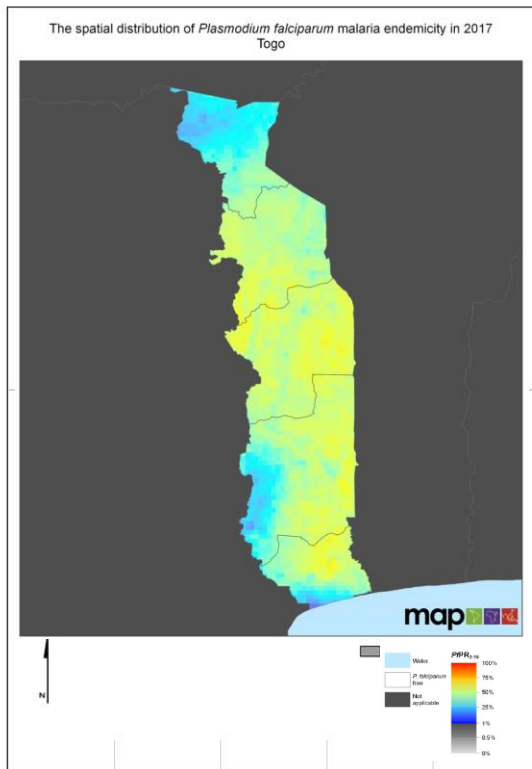 The spatial distribution of Plasmodium falciparum malaria endemicity in 2017
Togo
map
N
Water
P. falciparum
free
Not
applicable
PfPR2-10
100%
75%
50%
25%
1%
0.5%
0%